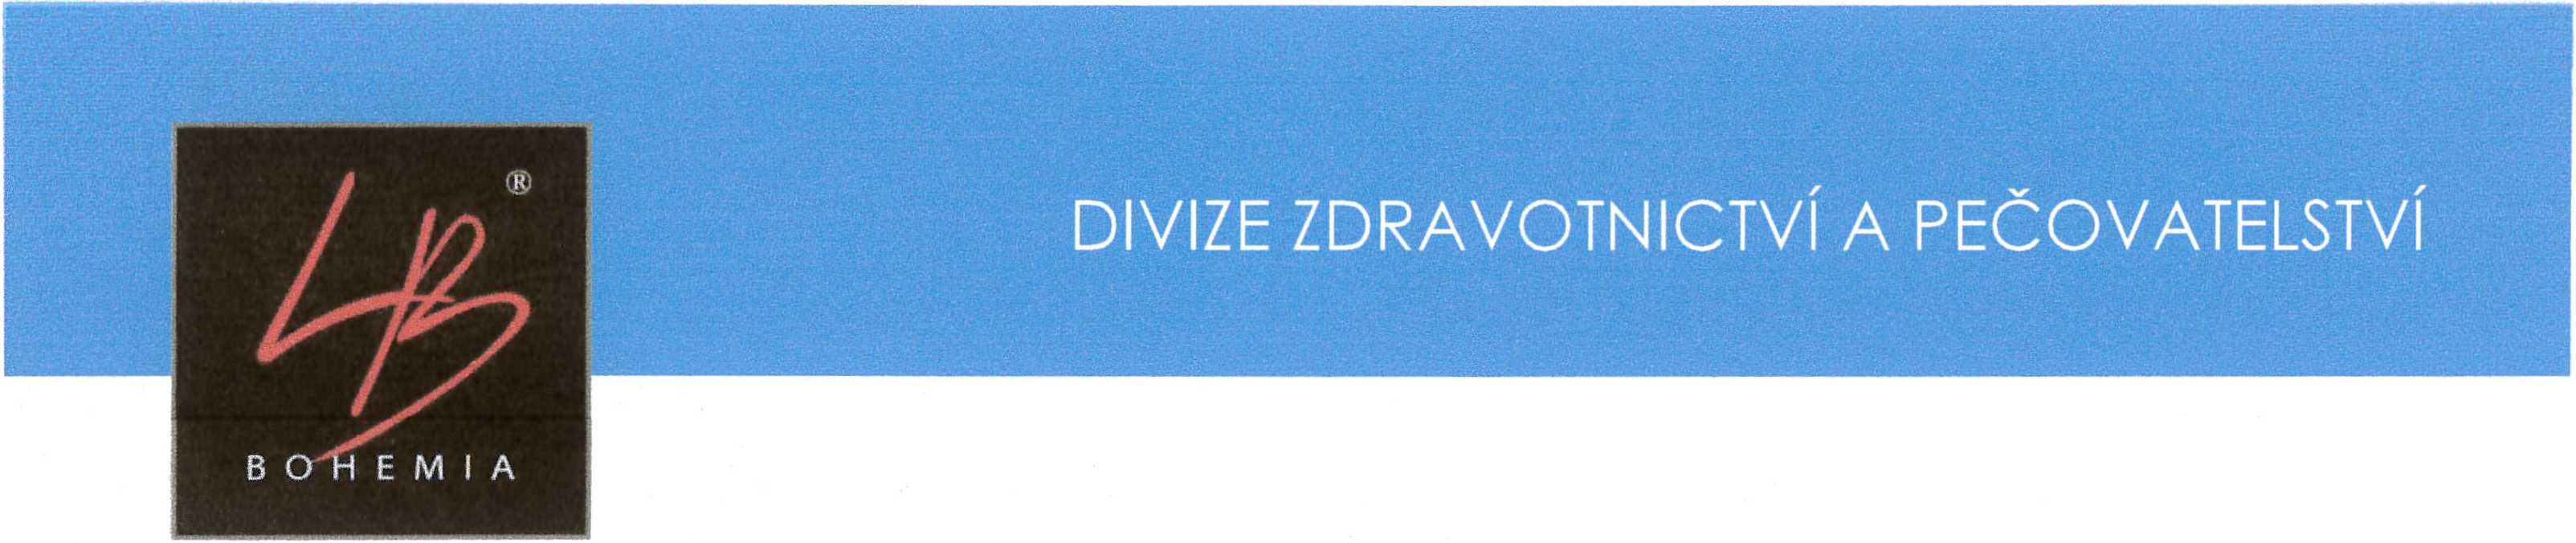 DIVIZE ZDRAVOTNICTVÍ A PEČOVATELSTVÍ
LB ®
BOHEMIA